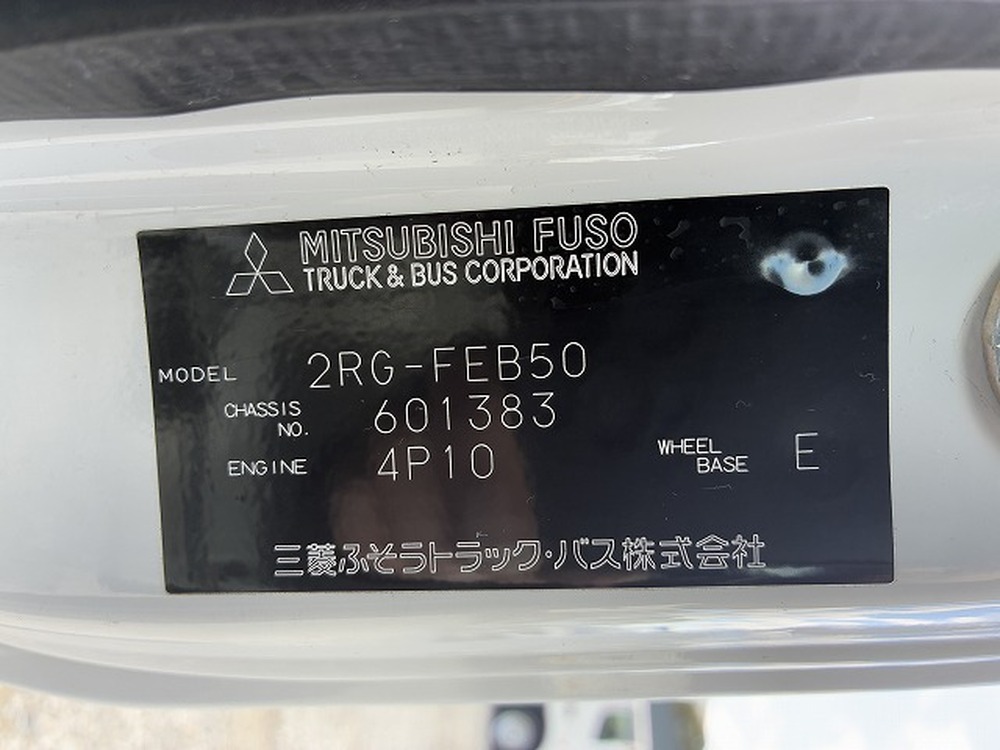 MITSUBISHI FUSO
TRUCK & BUS CORPORATION
MODEL 2RG-FEB50
CHASSIS NO. 601383
ENGINE 4P10
WHEEL BASE E
三菱ふそうトラック・バス株式会社